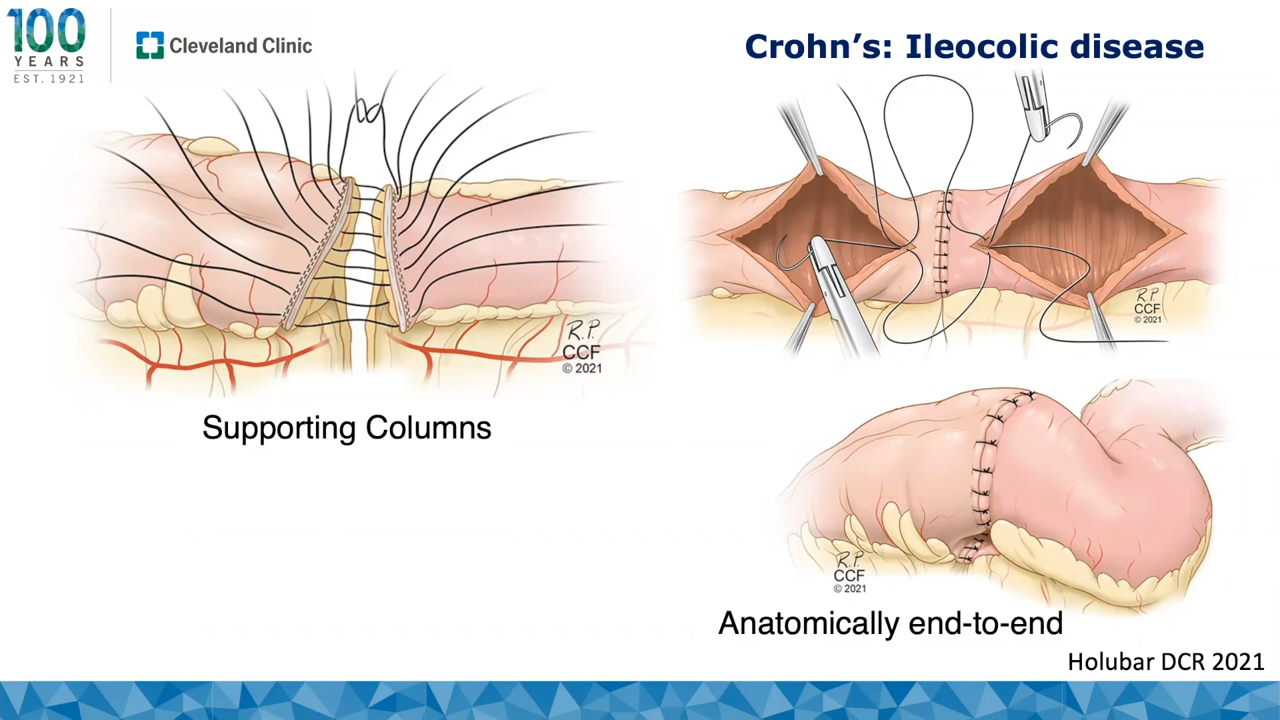 100
YEARS
EST. 1921
Cleveland Clinic
Crohn's: Ileocolic disease
R.P.
CCF
© 2021
Supporting Columns
R.P.
CCF
© 2021
R.P.
CCF
© 2021
Anatomically end-to-end
Holubar DCR 2021